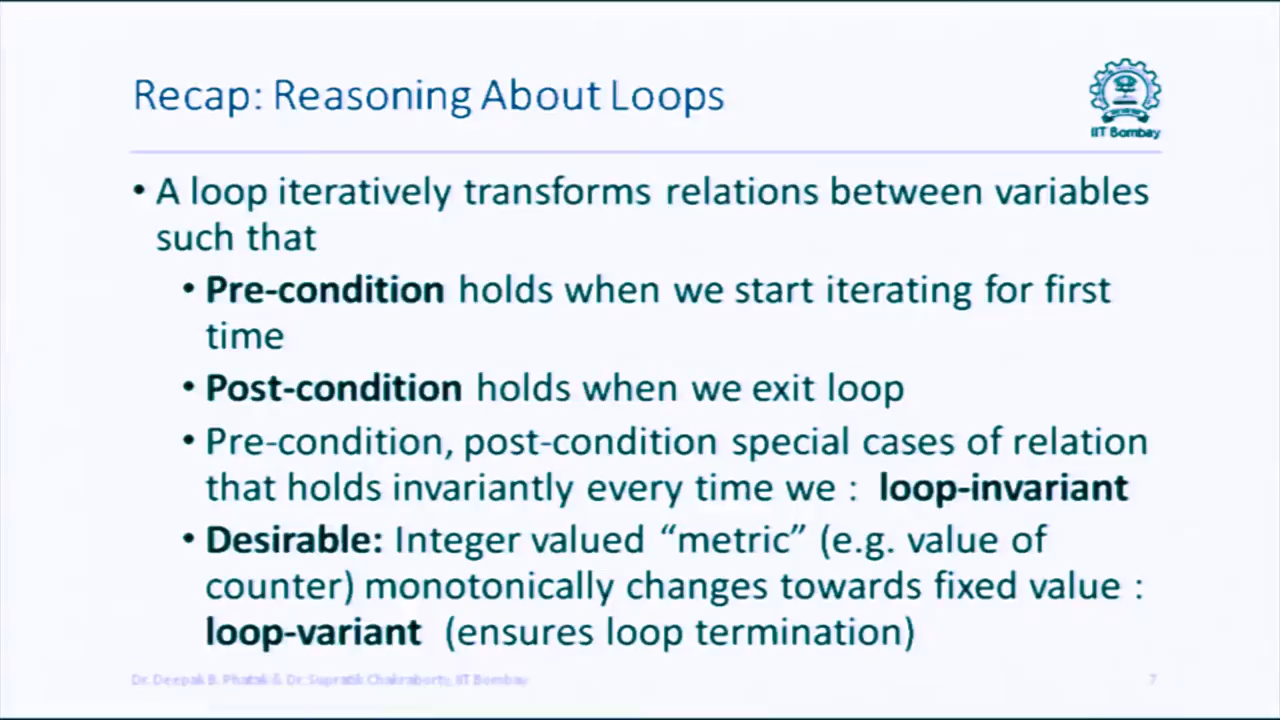 Recap: Reasoning About Loops
IIT Bombay
• A loop iteratively transforms relations between variables
such that
• Pre-condition holds when we start iterating for first
time
• Post-condition holds when we exit loop
• Pre-condition, post-condition special cases of relation
that holds invariantly every time we : loop-invariant
• Desirable: Integer valued “metric” (e.g. value of
counter) monotonically changes towards fixed value :
loop-variant (ensures loop termination)
Dr. Deepak B. Phatak & Dr. Supratik Chakraborty, IIT Bombay
7